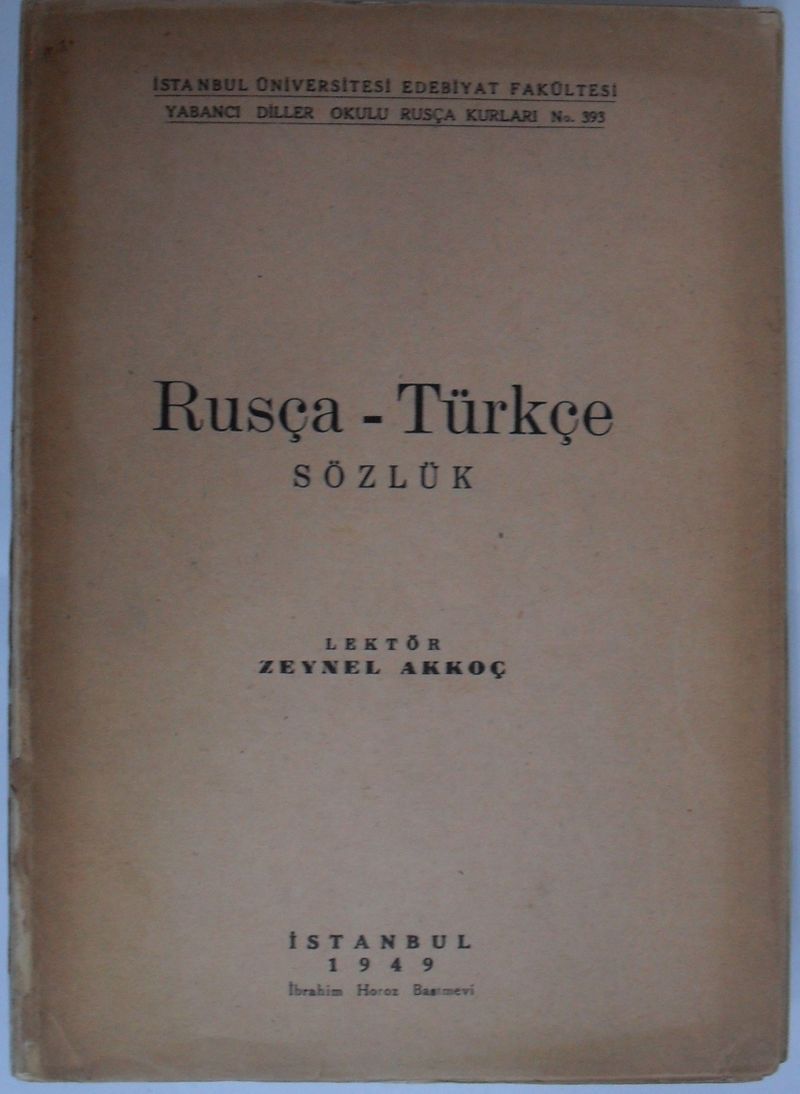 İSTANBUL ÜNİVERSİTESİ EDEBİYAT FAKÜLTESİ
YABANCI DİLLER OKULU RUSÇA KURLARI No. 393
Rusça - Türkçe
SÖZLÜK
LEKTÖR
ZEYNEL AKKOÇ
İSTANBUL
1949
İbrahim Horoz Basımevi